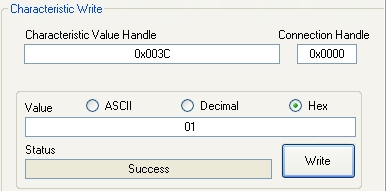 Characteristic Write
Characteristic Value Handle Connection Handle
0x003C 0x0000
Value ASCII Decimal Hex
01
Status
Success Write